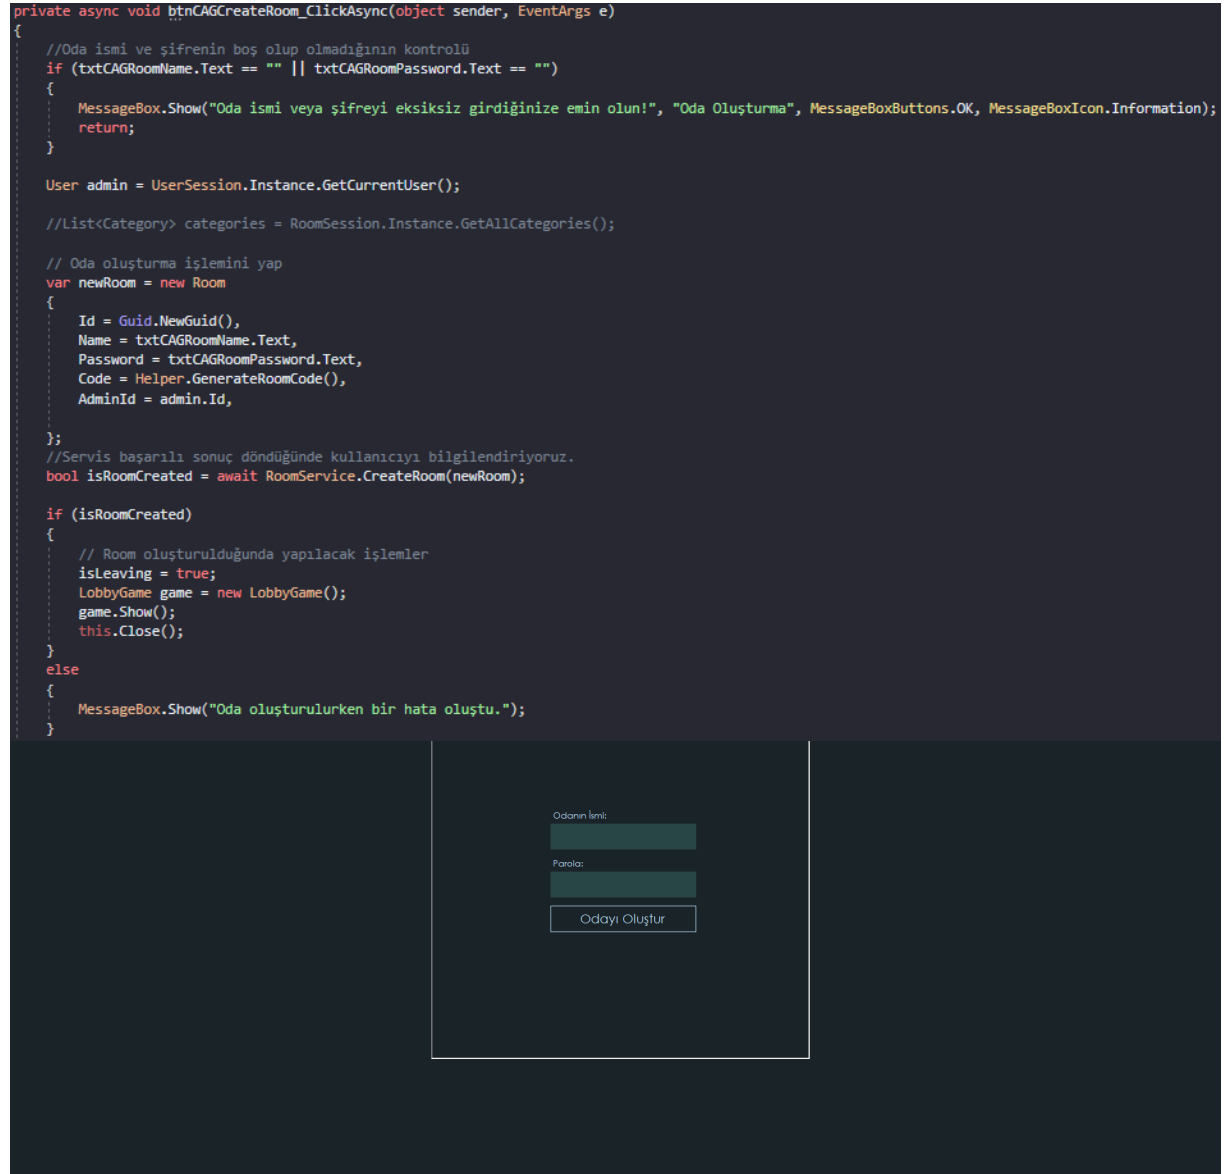 private async void btnCAGCreateRoom_ClickAsync(object sender, EventArgs e)
{
//Oda ismi ve şifrenin boş olup olmadığının kontrolü
if (txtCAGRoomName.Text == "" || txtCAGRoomPassword.Text == "")
{
MessageBox.Show("Oda ismi veya şifreyi eksiksiz girdiğinize emin olun!", "Oda Oluşturma", MessageBoxButtons.OK, MessageBoxIcon.Information);
return;
}
User admin = UserSession.Instance.GetCurrentUser();
//List<Category> categories = RoomSession.Instance.GetAllCategories();
// Oda oluşturma işlemini yap
var newRoom = new Room
{
Id = Guid.NewGuid(),
Name = txtCAGRoomName.Text,
Password = txtCAGRoomPassword.Text,
Code = Helper.GenerateRoomCode(),
AdminId = admin.Id,
};
//Servis başarılı sonuç döndüğünde kullanıcıyı bilgilendiriyoruz.
bool isRoomCreated = await RoomService.CreateRoom(newRoom);
if (isRoomCreated)
{
// Room oluşturulduğunda yapılacak işlemler
isLeaving = true;
LobbyGame game = new LobbyGame();
game.Show();
this.Close();
}
else
{
MessageBox.Show("Oda oluşturulurken bir hata oluştu.");
}
Odanın İsmi:
Parola:
Odayı Oluştur